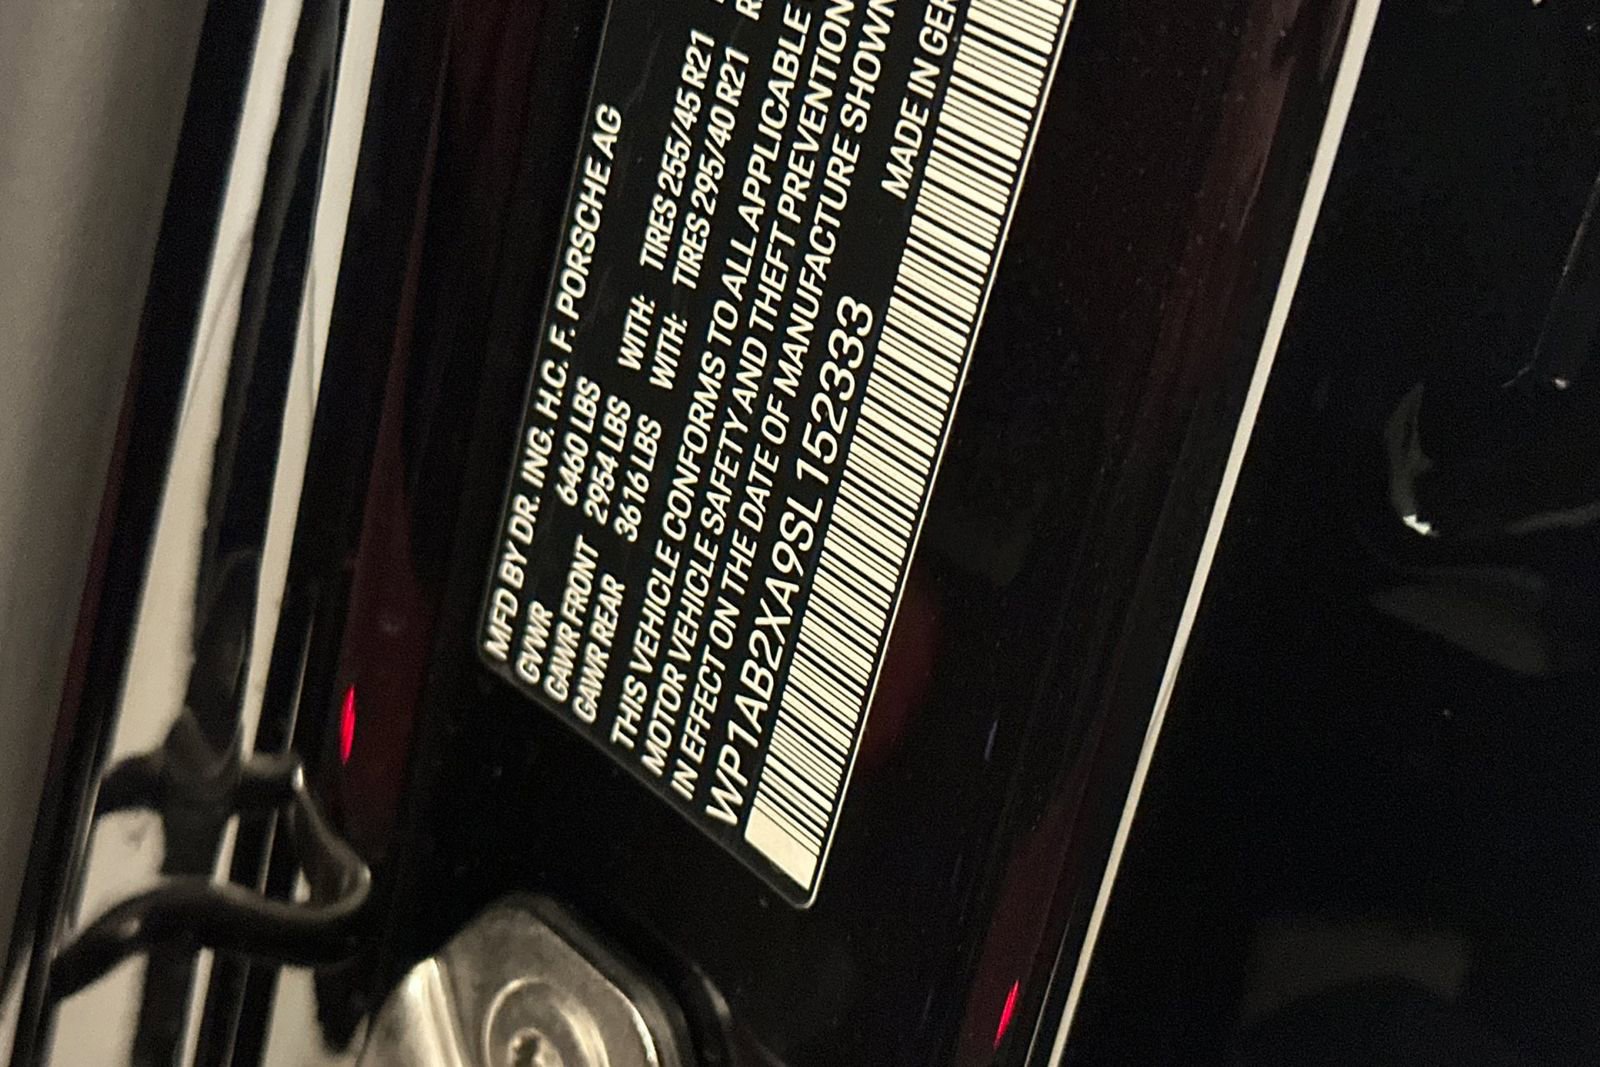 MFD BY DR. ING. H.C. F. PORSCHE AG
GVWR 6460 LBS
GAWR FRONT 2954 LBS WITH: TIRES 255/45 R21
GAWR REAR 3616 LBS WITH: TIRES 295/40 R21
THIS VEHICLE CONFORMS TO ALL APPLICABLE
MOTOR VEHICLE SAFETY AND THEFT PREVENTION
IN EFFECT ON THE DATE OF MANUFACTURE SHOWN
WP1AB2XA9SL152333 MADE IN GER